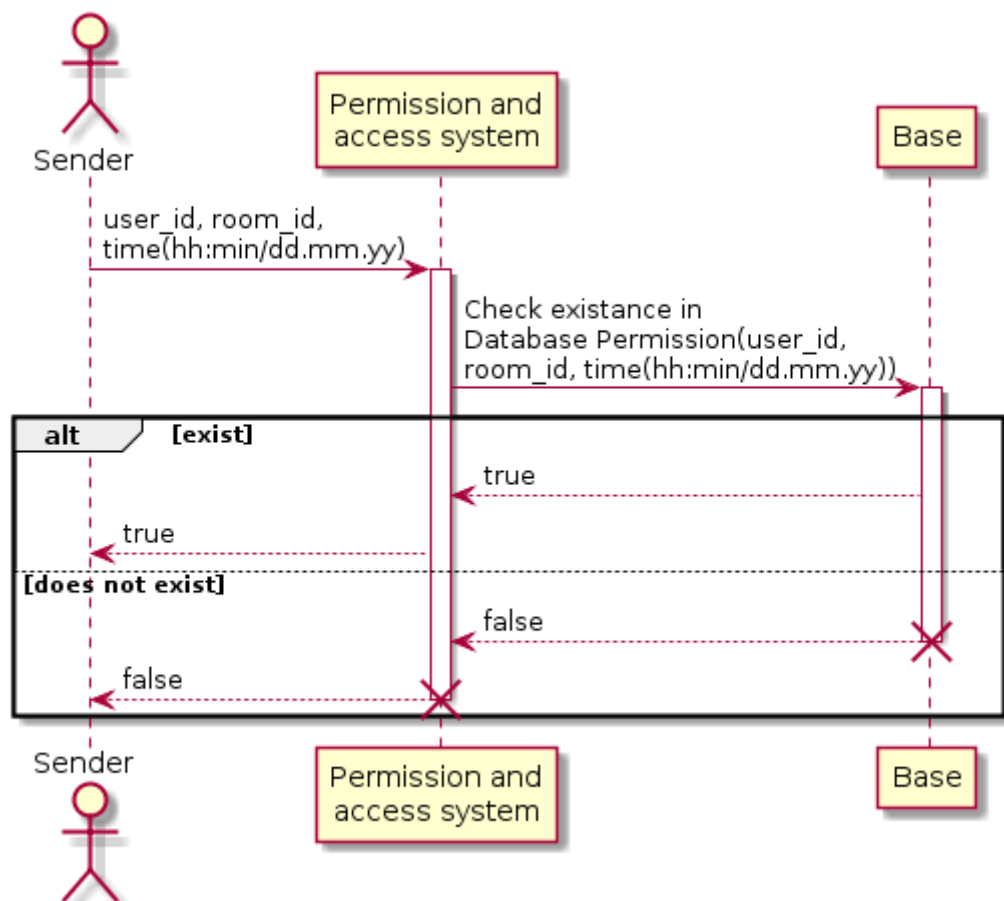 Sender
Permission and
access system
Base
user_id, room_id,
time(hh:min/dd.mm.yy)
Check existance in
Database Permission(user_id,
room_id, time(hh:min/dd.mm.yy))
alt [exist]
true
true
[does not exist]
false
false
Sender
Permission and
access system
Base